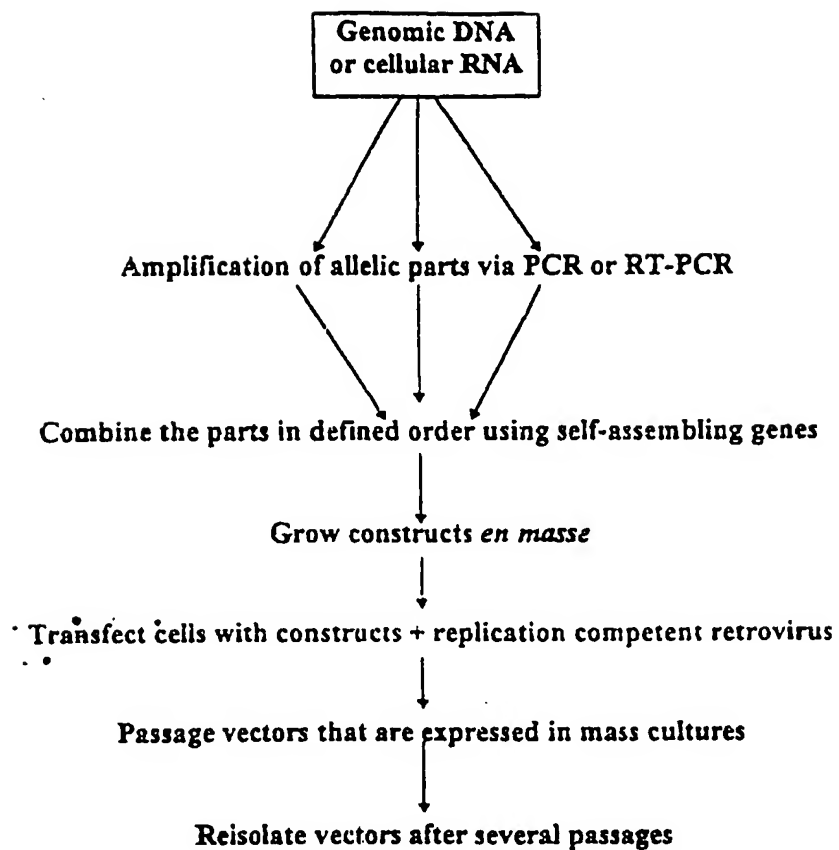 Genomic DNA
or cellular RNA
Amplification of allelic parts via PCR or RT-PCR
Combine the parts in defined order using self-assembling genes
Grow constructs en masse
Transfect cells with constructs + replication competent retrovirus
Passage vectors that are expressed in mass cultures
Reisolate vectors after several passages